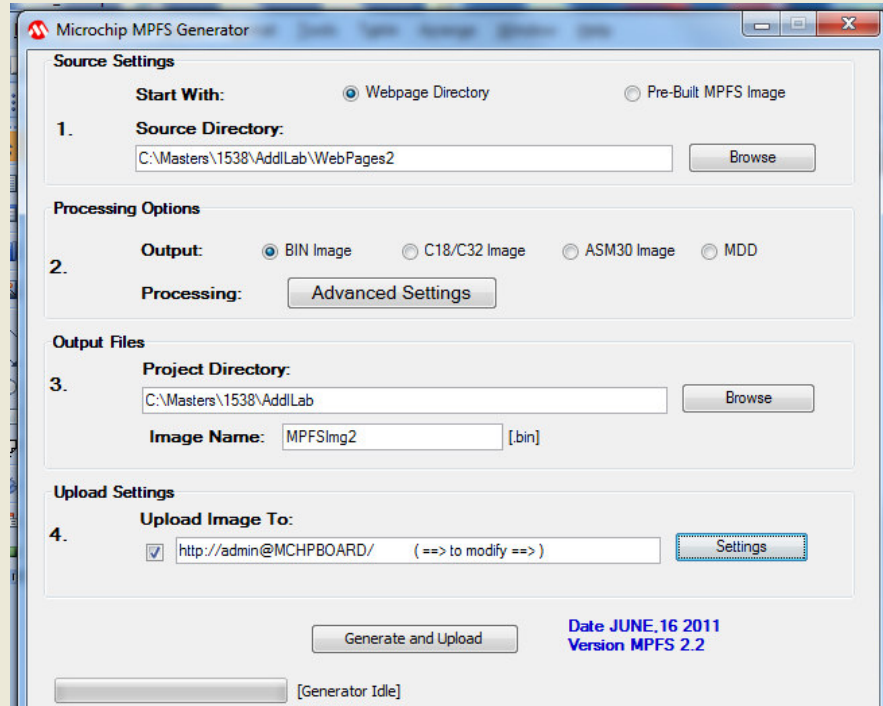 Microchip MPFS Generator
Source Settings
Start With: Webpage Directory Pre-Built MPFS Image
1. Source Directory:
C:\Masters\1538\AddlLab\WebPages2 Browse
Processing Options
2. Output: BIN Image C18/C32 Image ASM30 Image MDD
Processing: Advanced Settings
Output Files
3. Project Directory:
C:\Masters\1538\AddlLab Browse
Image Name: MPFSImg2 [.bin]
Upload Settings
4. Upload Image To:
http://admin@MCHPBOARD/ ( ==> to modify ==> ) Settings
Generate and Upload
Date JUNE,16 2011
Version MPFS 2.2
[Generator Idle]